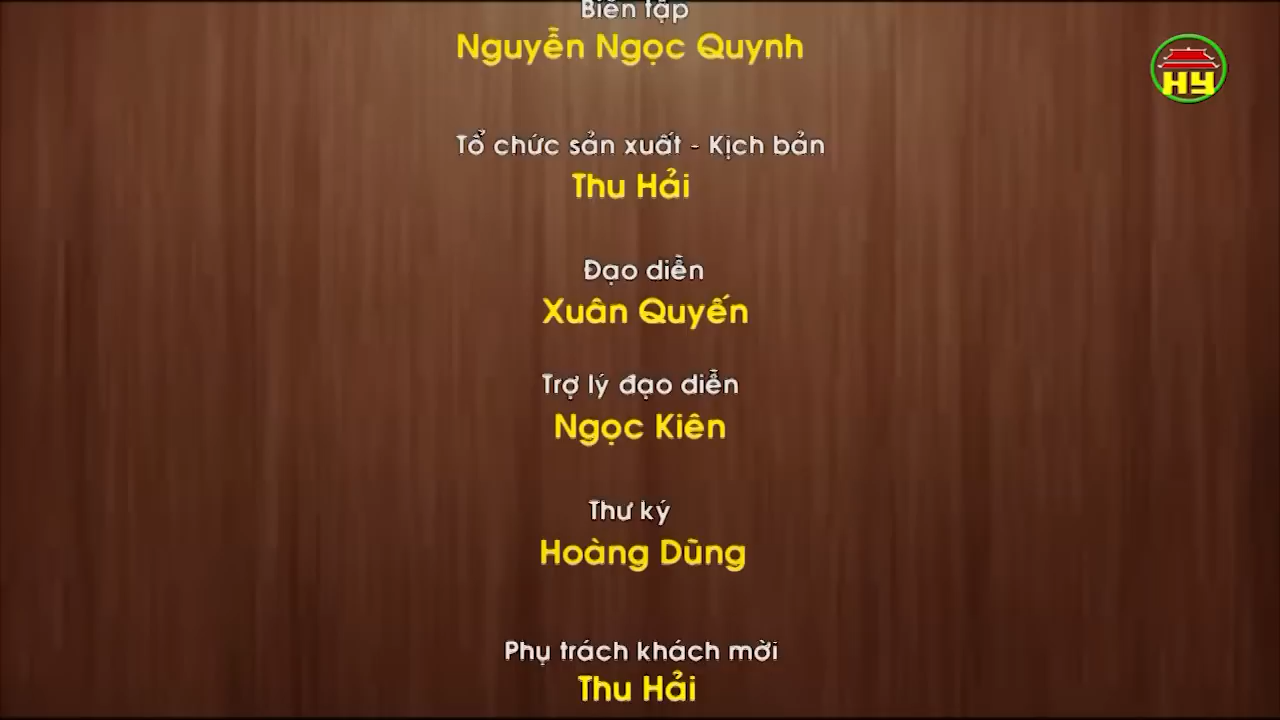 Biên tập
Nguyễn Ngọc Quynh
HY
Tổ chức sản xuất - Kịch bản
Thu Hải
Đạo diễn
Xuân Quyến
Trợ lý đạo diễn
Ngọc Kiên
Thư ký
Hoàng Dũng
Phụ trách khách mời
Thu Hải